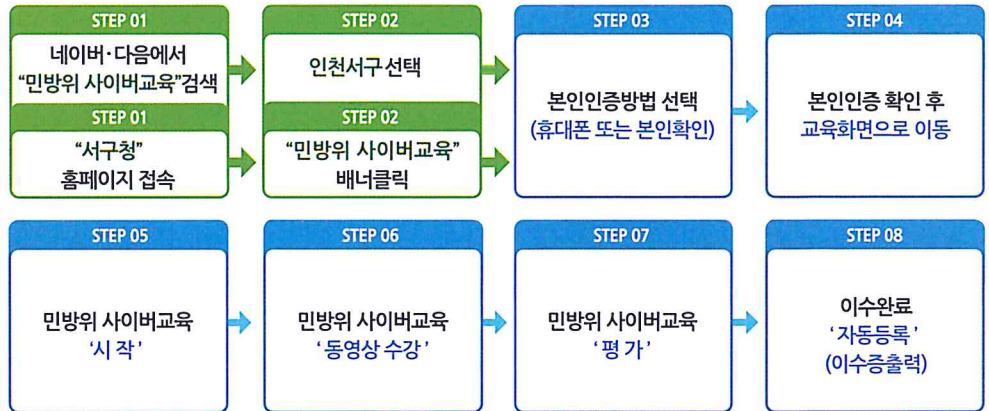 STEP 01
네이버·다음에서
“민방위 사이버교육”검색
STEP 01
“서구청”
홈페이지 접속
STEP 02
인천서구 선택
STEP 02
“민방위 사이버교육”
배너클릭
STEP 03
본인인증방법 선택
(휴대폰 또는 본인확인)
STEP 04
본인인증 확인 후
교육화면으로 이동
STEP 05
민방위 사이버교육
‘시 작’
STEP 06
민방위 사이버교육
‘동영상 수강’
STEP 07
민방위 사이버교육
‘평 가’
STEP 08
이수완료
‘자동등록’
(이수증출력)